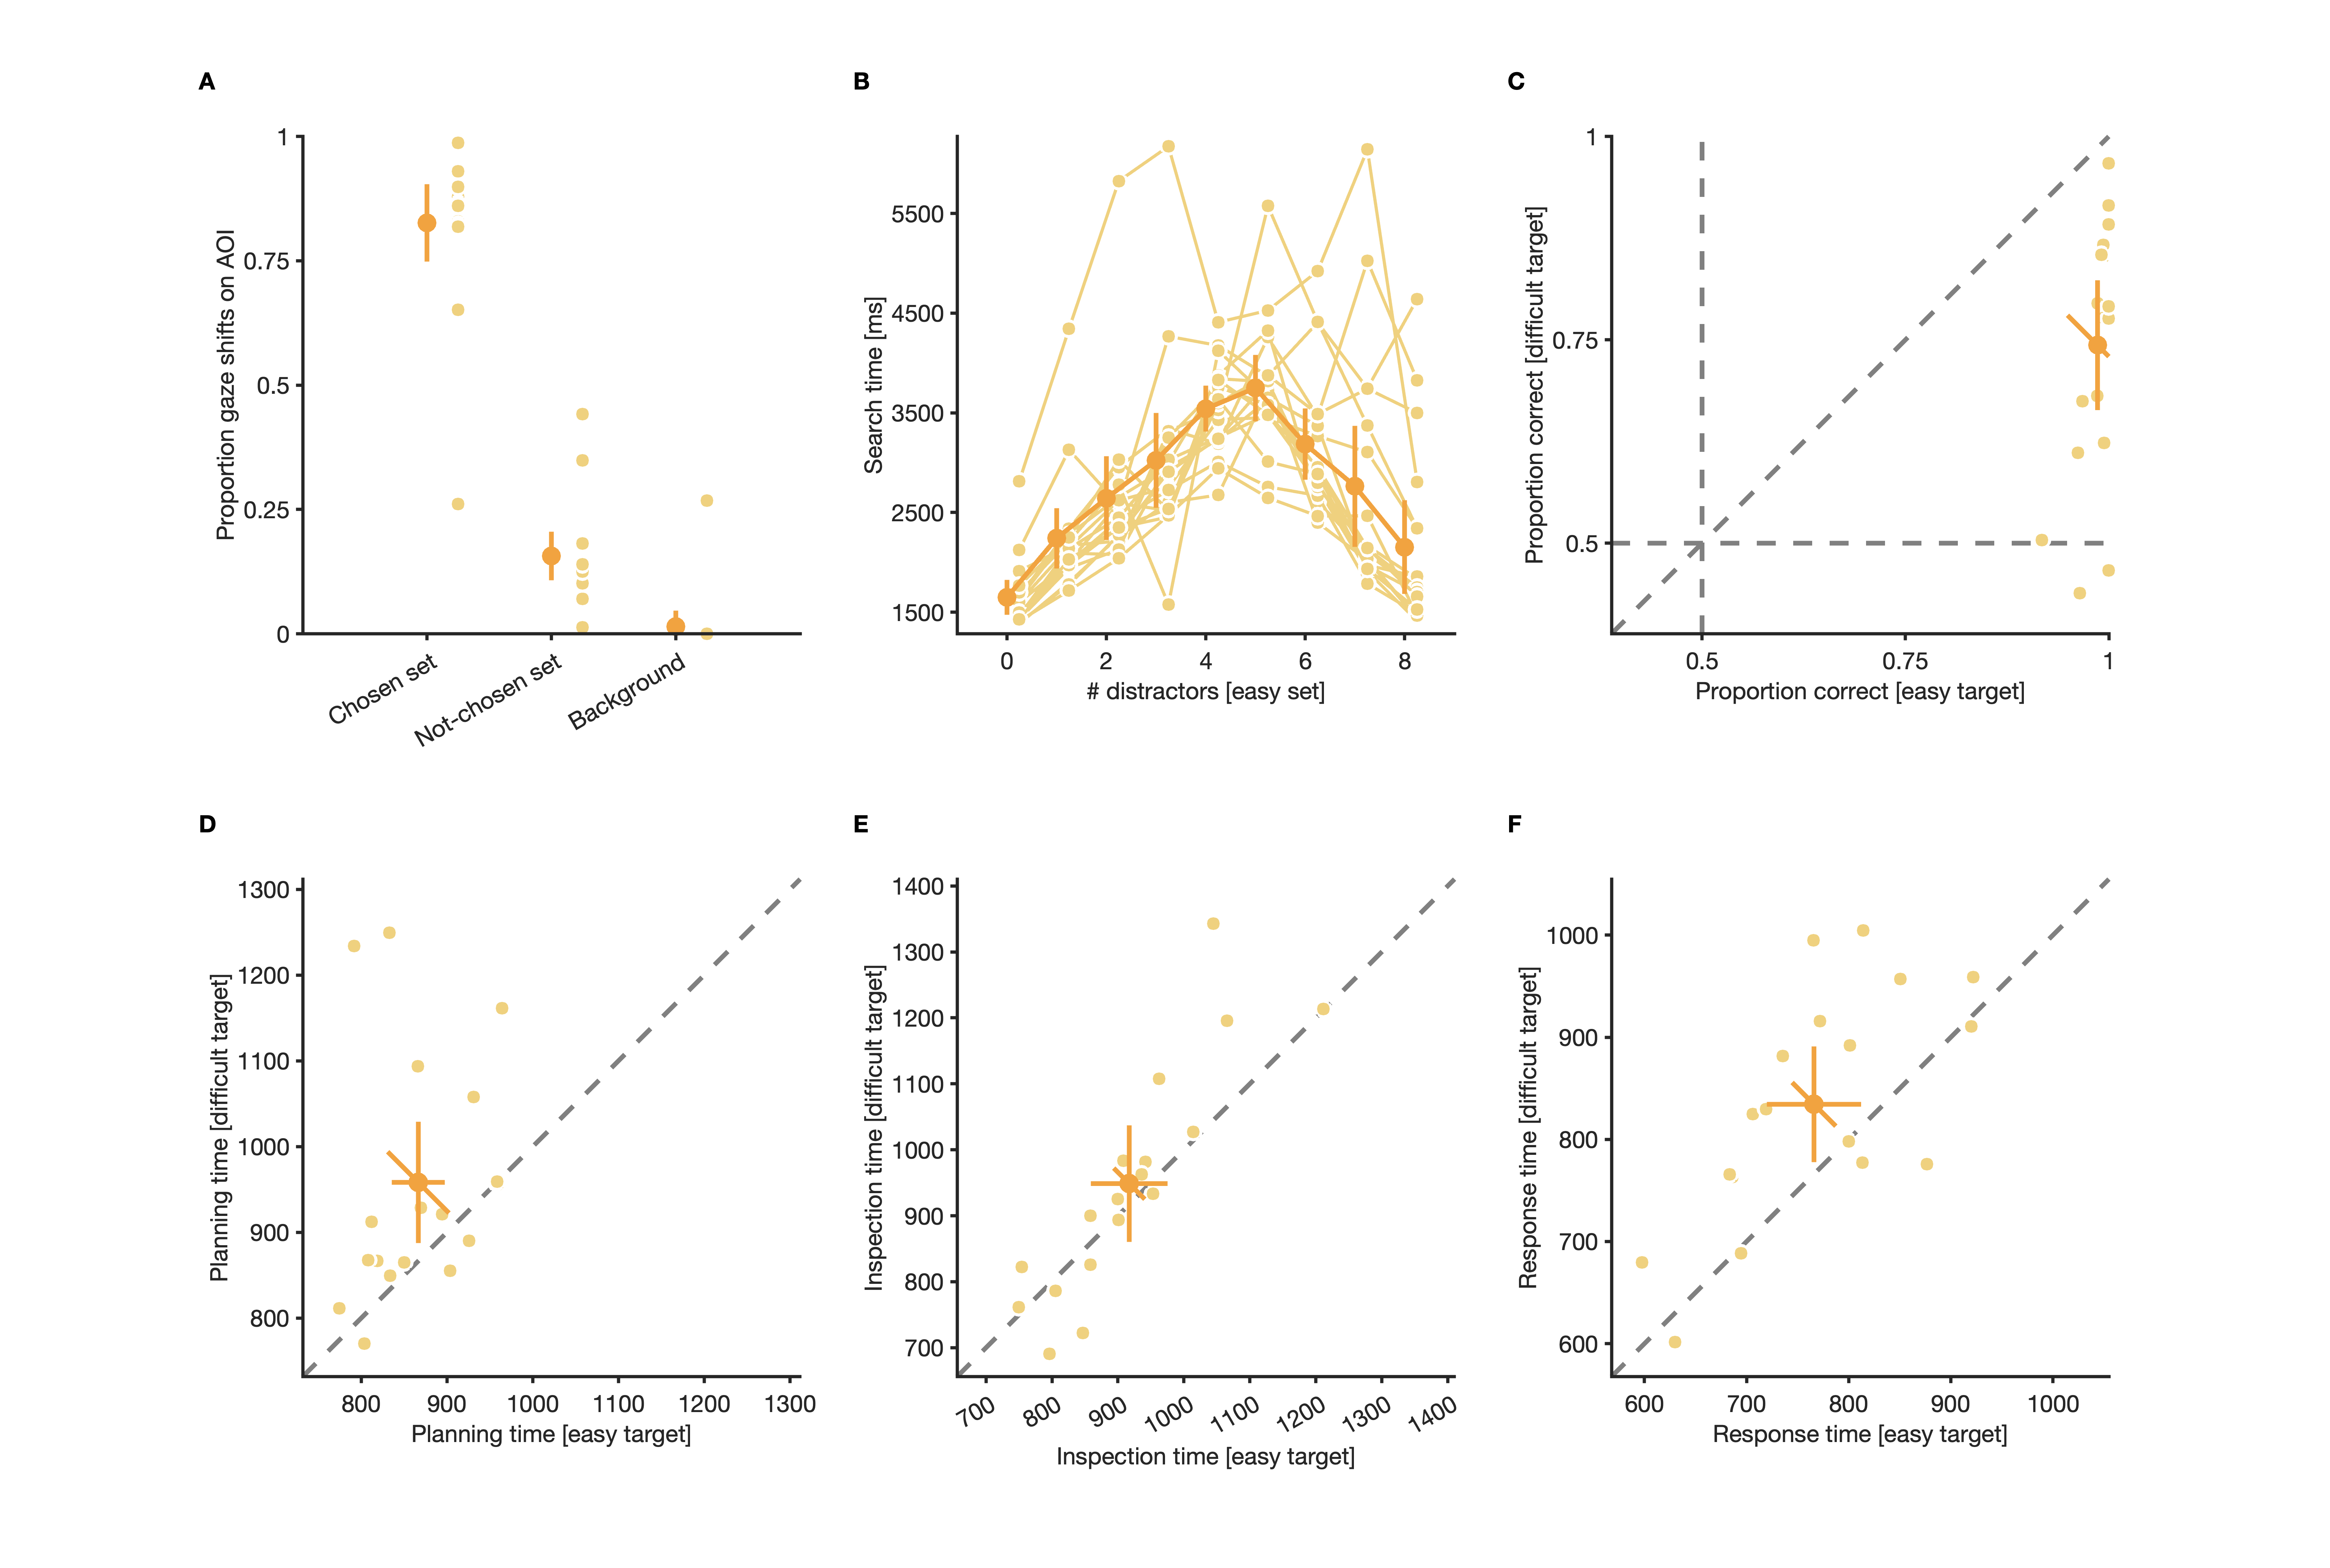 A
Proportion gaze shifts on AOI
1
0.75
0.5
0.25
0
Chosen set
Not-chosen set
Background
B
Search time [ms]
5500
4500
3500
2500
1500
0 2 4 6 8
# distractors [easy set]
C
Proportion correct [difficult target]
1
0.75
0.5
0.5 0.75 1
Proportion correct [easy target]
D
Planning time [difficult target]
1300
1200
1100
1000
900
800
800 900 1000 1100 1200 1300
Planning time [easy target]
E
Inspection time [difficult target]
1400
1300
1200
1100
1000
900
800
700
700 800 900 1000 1100 1200 1300 1400
Inspection time [easy target]
F
Response time [difficult target]
1000
900
800
700
600
600 700 800 900 1000
Response time [easy target]